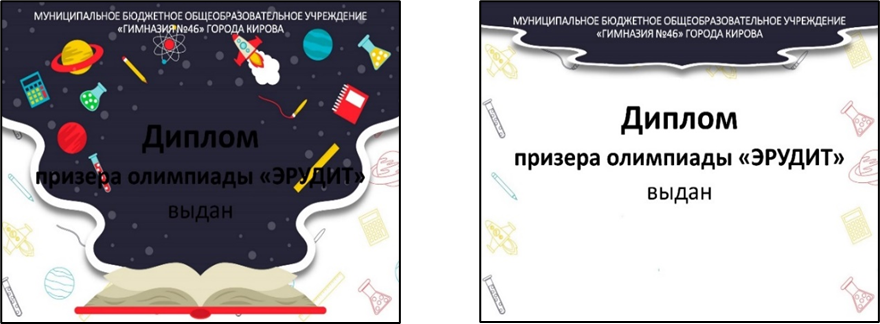 МУНИЦИПАЛЬНОЕ БЮДЖЕТНОЕ ОБЩЕОБРАЗОВАТЕЛЬНОЕ УЧРЕЖДЕНИЕ
«ГИМНАЗИЯ №46» ГОРОДА КИРОВА
Диплом
призера олимпиады «ЭРУДИТ»
выдан
МУНИЦИПАЛЬНОЕ БЮДЖЕТНОЕ ОБЩЕОБРАЗОВАТЕЛЬНОЕ УЧРЕЖДЕНИЕ
«ГИМНАЗИЯ №46» ГОРОДА КИРОВА
Диплом
призера олимпиады «ЭРУДИТ»
выдан